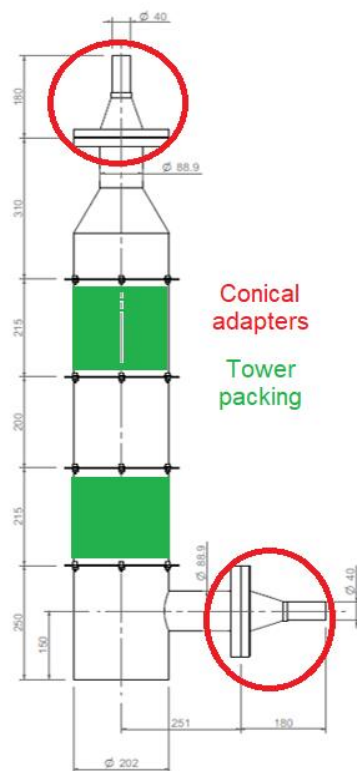 Ø 40
180
Ø 88.9
310
Conical
adapters
215
Tower
packing
200
215
Ø 88.9
Ø 40
250
150
251
180
Ø 202